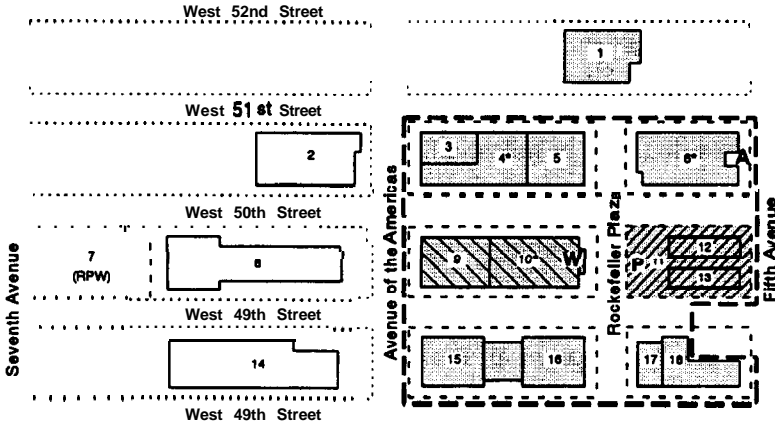 West 52nd Street
1
West 51st Street
2
3
4*
5
6*
A
West 50th Street
Seventh Avenue
7
(RPW)
Avenue of the Americas
9
10*
W
Rockefeller Plaza
P
11
12
13
Fifth Avenue
West 49th Street
14
15
16
17
18
West 49th Street